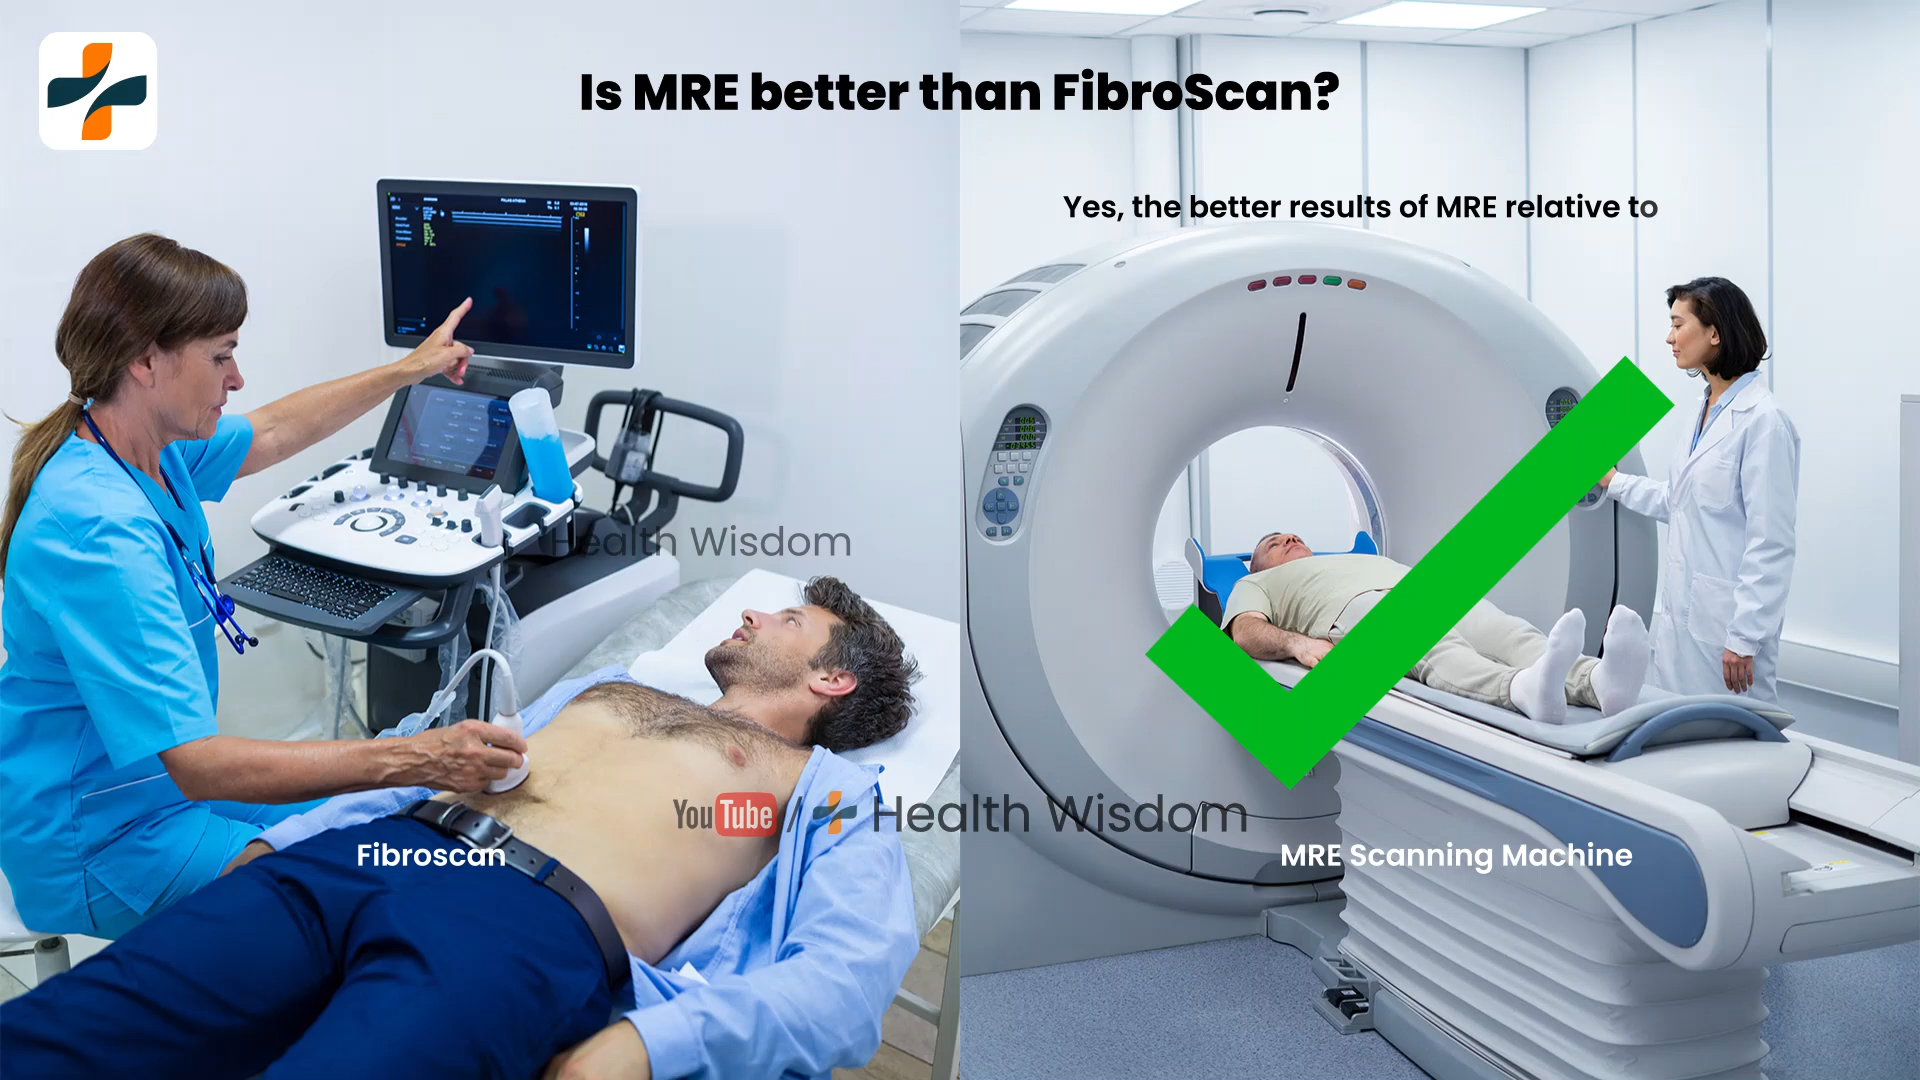 Is MRE better than FibroScan?
Yes, the better results of MRE relative to
Health Wisdom
YouTube / Health Wisdom
Fibroscan
MRE Scanning Machine